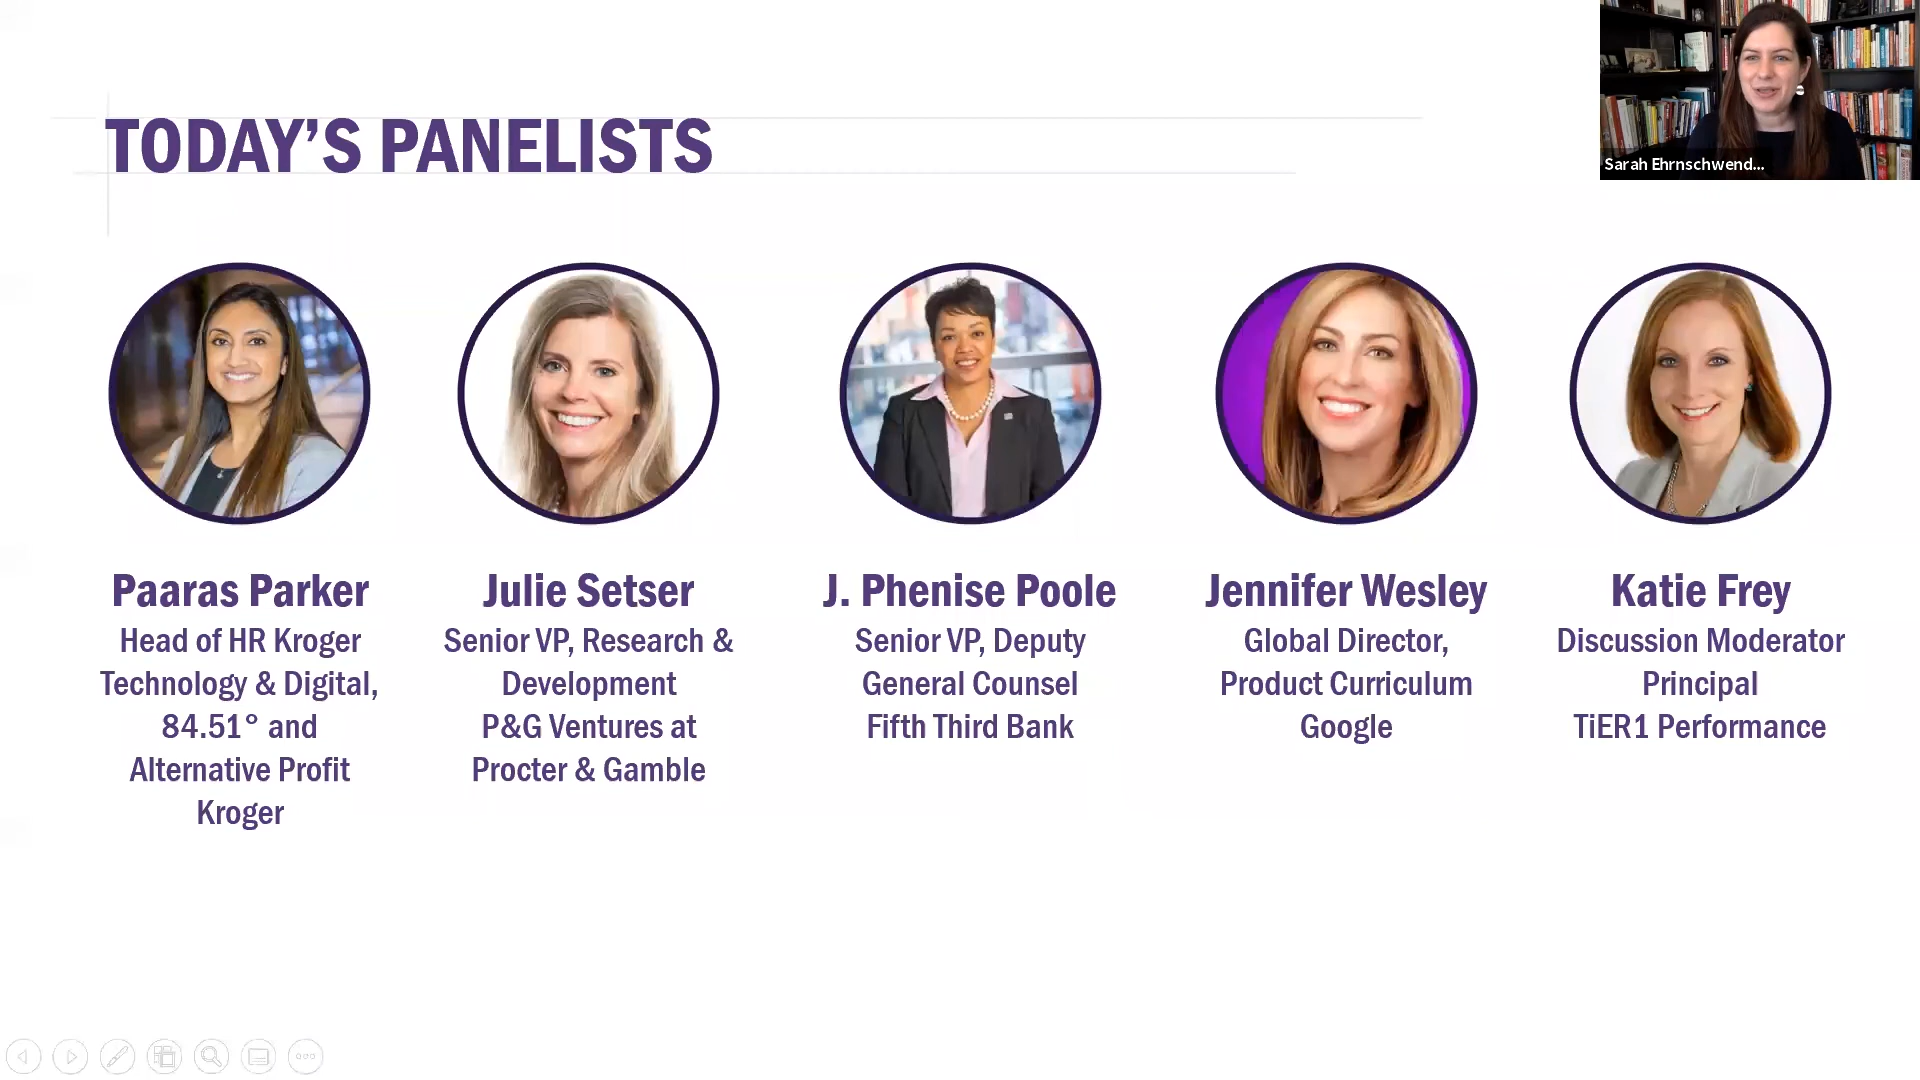 TODAY'S PANELISTS
Sarah Ehrnschwend...
Paaras Parker
Head of HR Kroger
Technology & Digital,
84.51° and
Alternative Profit
Kroger
Julie Setser
Senior VP, Research &
Development
P&G Ventures at
Procter & Gamble
J. Phenise Poole
Senior VP, Deputy
General Counsel
Fifth Third Bank
Jennifer Wesley
Global Director,
Product Curriculum
Google
Katie Frey
Discussion Moderator
Principal
TiER1 Performance